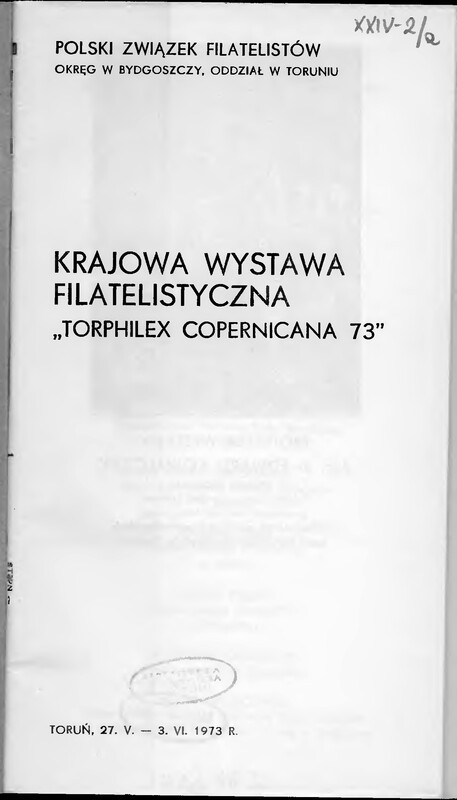 XXIV-2/a
POLSKI ZWIĄZEK FILATELISTÓW
OKRĘG W BYDGOSZCZY, ODDZIAŁ W TORUNIU
KRAJOWA WYSTAWA
FILATELISTYCZNA
„TORPHILEX COPERNICANA 73”
TORUŃ, 27. V. — 3. VI. 1973 R.